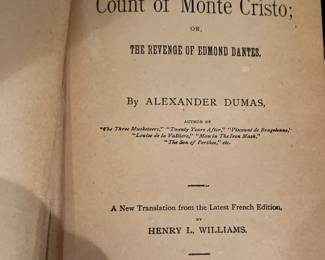 Count of Monte Cristo;
OR,
THE REVENGE OF EDMOND DANTES.
By ALEXANDER DUMAS,
AUTHOR OF
"The Three Musketeers," "Twenty Years After," "Viscount de Bragelonne,"
"Louise de la Valliere," "Man in The Iron Mask,"
"The Son of Porthos," etc.
A New Translation from the Latest French Edition,
BY
HENRY L. WILLIAMS.